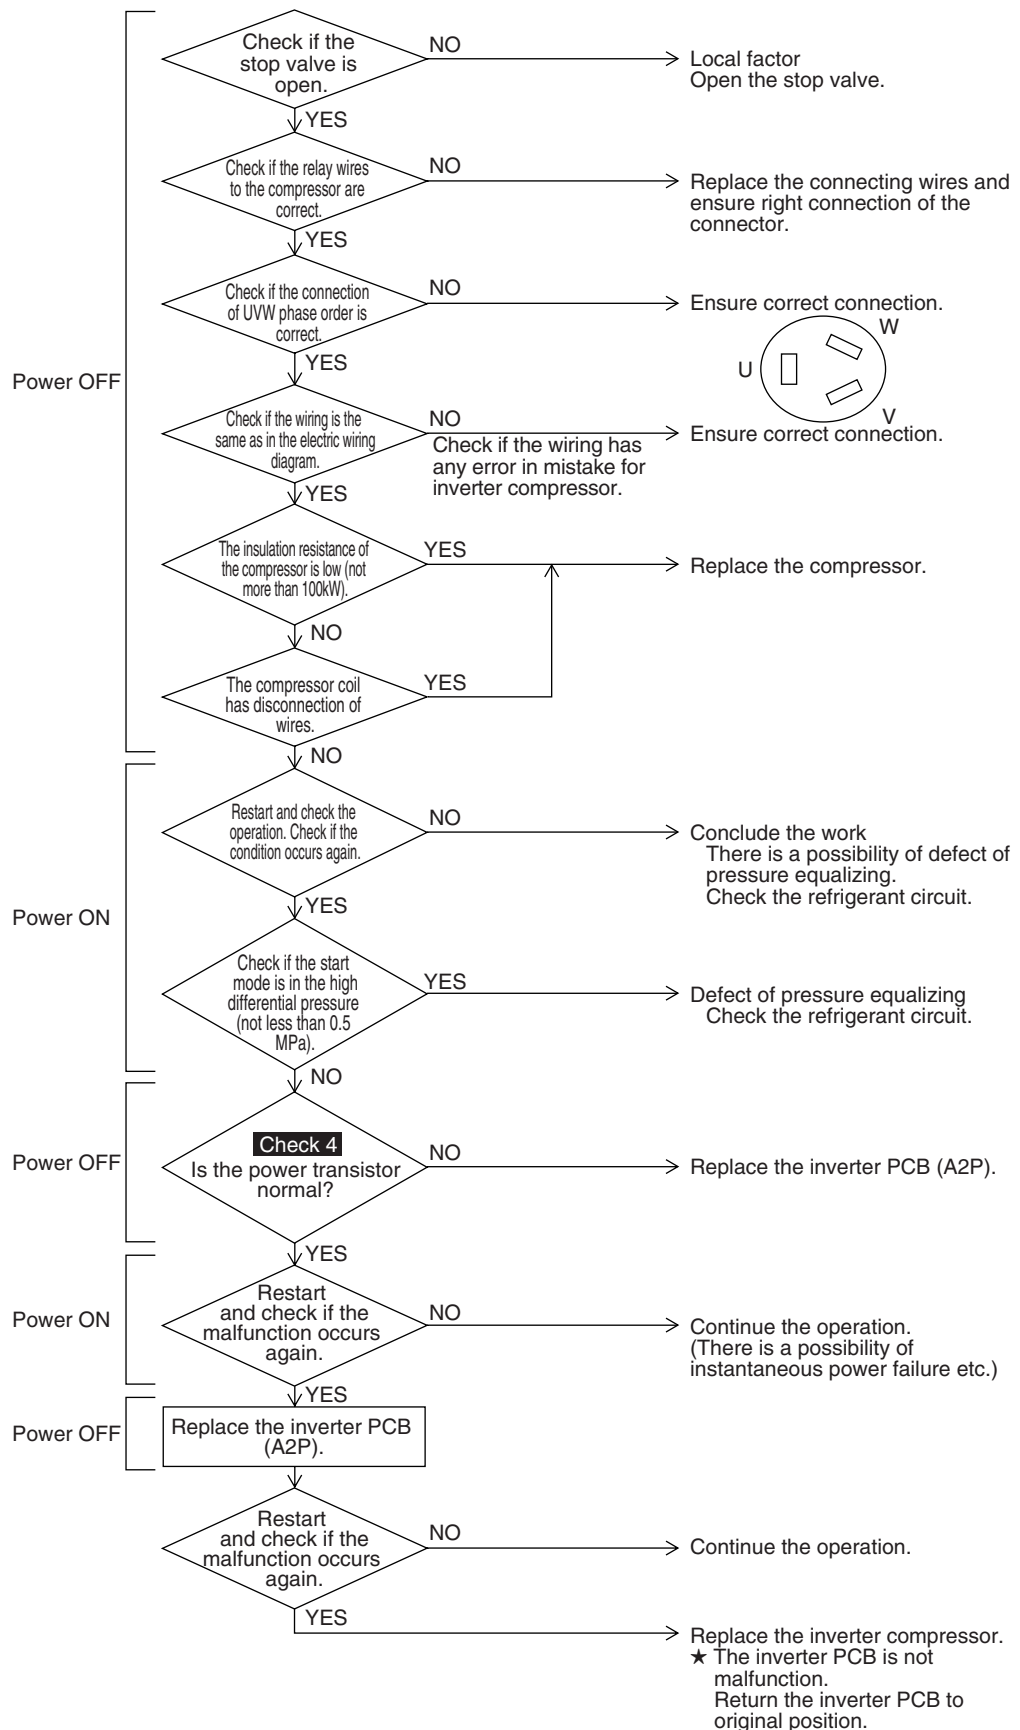 Check if the
stop valve is
open.
NO
Local factor
Open the stop valve.
YES
Check if the relay wires
to the compressor are
correct.
NO
Replace the connecting wires and
ensure right connection of the
connector.
YES
Check if the connection
of UVW phase order is
correct.
NO
Ensure correct connection.
W
U
V
YES
Power OFF
Check if the wiring is the
same as in the electric wiring
diagram.
NO
Check if the wiring has
any error in mistake for
inverter compressor.
Ensure correct connection.
YES
The insulation resistance of
the compressor is low (not
more than 100kW).
YES
Replace the compressor.
NO
The compressor coil
has disconnection of
wires.
YES
NO
Restart and check the
operation. Check if the
condition occurs again.
NO
Conclude the work
There is a possibility of defect of
pressure equalizing.
Check the refrigerant circuit.
Power ON
YES
Check if the start
mode is in the high
differential pressure
(not less than 0.5
MPa).
YES
Defect of pressure equalizing
Check the refrigerant circuit.
NO
Power OFF
Check 4
Is the power transistor
normal?
NO
Replace the inverter PCB (A2P).
YES
Power ON
Restart
and check if the
malfunction occurs
again.
NO
Continue the operation.
(There is a possibility of
instantaneous power failure etc.)
YES
Power OFF
Replace the inverter PCB
(A2P).
Restart
and check if the
malfunction occurs
again.
NO
Continue the operation.
YES
Replace the inverter compressor.
★ The inverter PCB is not
malfunction.
Return the inverter PCB to
original position.